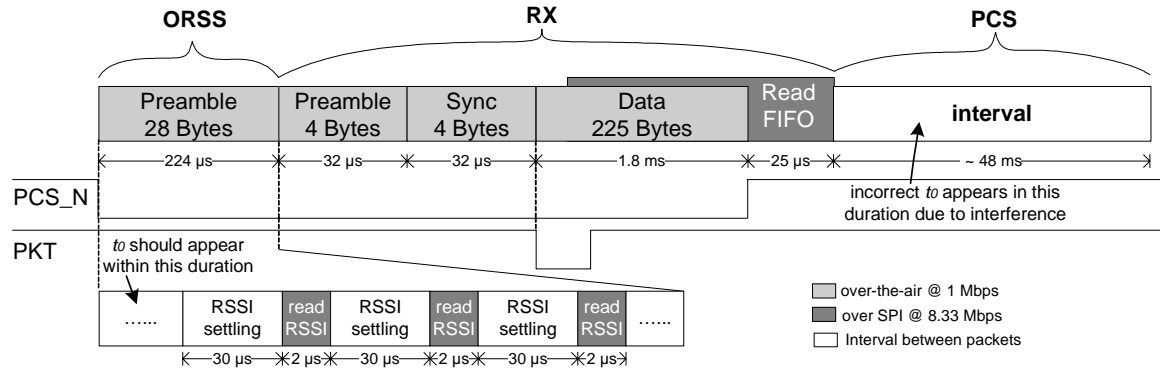 ORSS RX PCS
Preamble
28 Bytes
Preamble
4 Bytes
Sync
4 Bytes
Data
225 Bytes
Read
FIFO
interval
224 µs
32 µs
32 µs
1.8 ms
25 µs
~ 48 ms
PCS_N
incorrect t0 appears in this
duration due to interference
PKT
t0 should appear
within this duration
......
RSSI
settling
read
RSSI
RSSI
settling
read
RSSI
RSSI
settling
read
RSSI
......
30 µs
2 µs
30 µs
2 µs
30 µs
2 µs
over-the-air @ 1 Mbps
over SPI @ 8.33 Mbps
Interval between packets